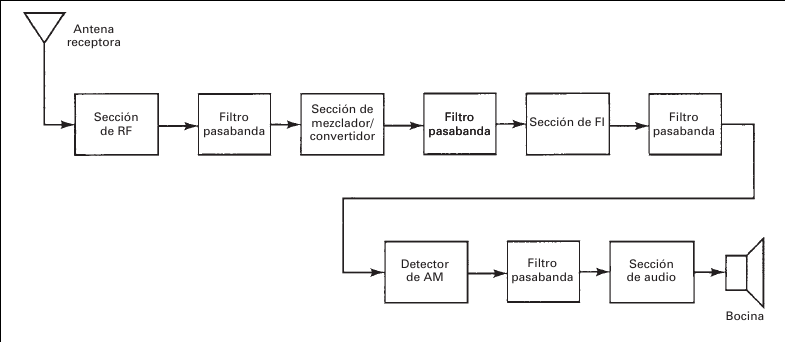 Antena
receptora
Sección
de RF
Filtro
pasabanda
Sección de
mezclador/
convertidor
Filtro
pasabanda
Sección de FI
Filtro
pasabanda
Detector
de AM
Filtro
pasabanda
Sección
de audio
Bocina